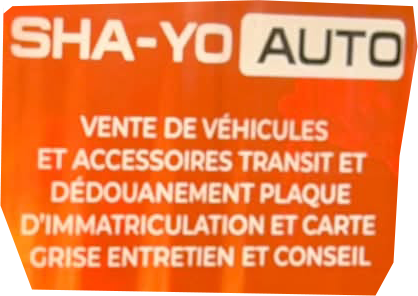 SHA-YO AUTO
VENTE DE VÉHICULES
ET ACCESSOIRES TRANSIT ET
DÉDOUANEMENT PLAQUE
D'IMMATRICULATION ET CARTE
GRISE ENTRETIEN ET CONSEIL